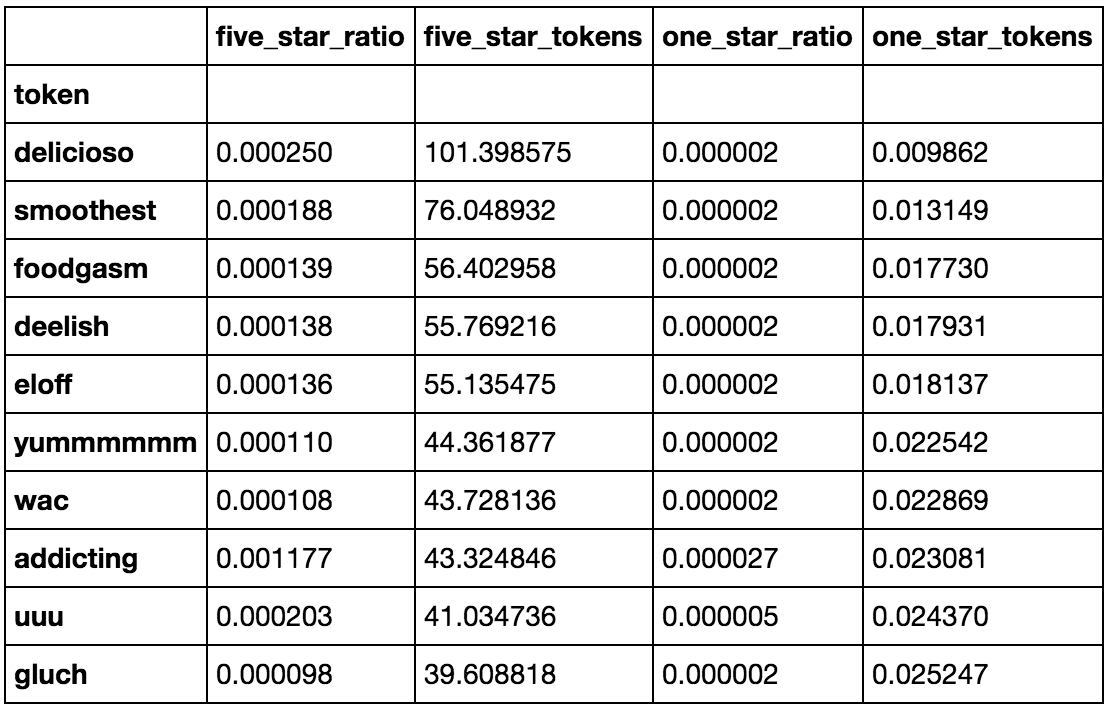 five_star_ratio five_star_tokens one_star_ratio one_star_tokens
token
delicioso 0.000250 101.398575 0.000002 0.009862
smoothest 0.000188 76.048932 0.000002 0.013149
foodgasm 0.000139 56.402958 0.000002 0.017730
deelish 0.000138 55.769216 0.000002 0.017931
eloff 0.000136 55.135475 0.000002 0.018137
yummmmmm 0.000110 44.361877 0.000002 0.022542
wac 0.000108 43.728136 0.000002 0.022869
addicting 0.001177 43.324846 0.000027 0.023081
uuu 0.000203 41.034736 0.000005 0.024370
gluch 0.000098 39.608818 0.000002 0.025247